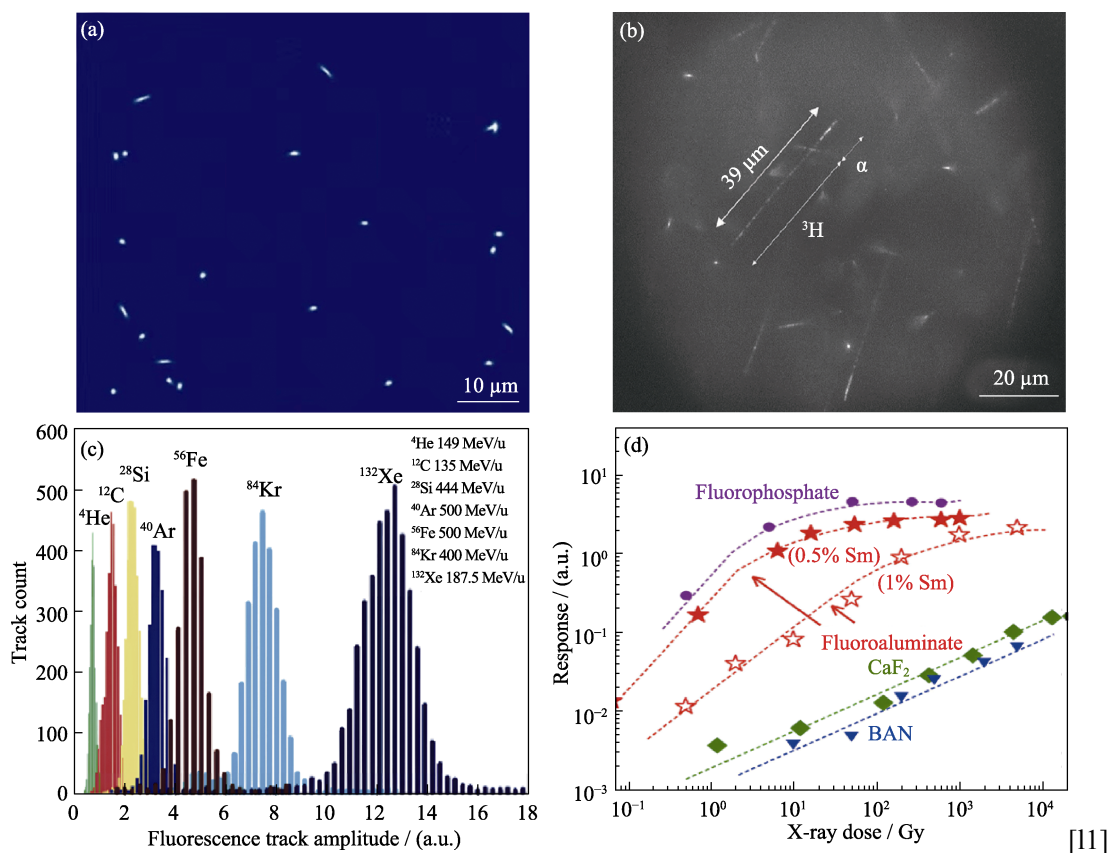 (a)
10 μm
(b)
39 μm
α
³H
20 μm
(c)
600
500
400
300
200
100
0
Track count
⁴He
¹²C
²⁸Si
⁴⁰Ar
⁵⁶Fe
⁸⁴Kr
¹³²Xe
⁴He 149 MeV/u
¹²C 135 MeV/u
²⁸Si 444 MeV/u
⁴⁰Ar 500 MeV/u
⁵⁶Fe 500 MeV/u
⁸⁴Kr 400 MeV/u
¹³²Xe 187.5 MeV/u
0 2 4 6 8 10 12 14 16 18
Fluorescence track amplitude / (a.u.)
(d)
10¹
10⁰
10⁻¹
10⁻²
10⁻³
Response / (a.u.)
Fluorophosphate
(0.5% Sm)
(1% Sm)
Fluoroaluminate
CaF₂
BAN
10⁻¹ 10⁰ 10¹ 10² 10³ 10⁴
X-ray dose / Gy
[11]